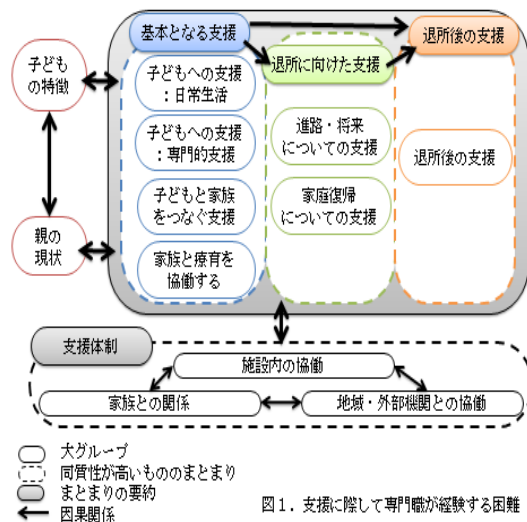 基本となる支援
退所後の支援
子どもの
特徴
退所に向けた支援
子どもへの支援
：日常生活
子どもへの支援
：専門的支援
進路・将来
についての支援
退所後の支援
子どもと家族
をつなぐ支援
家庭復帰
についての支援
親の
現状
家族と療育を
協働する
支援体制
施設内の協働
家族との関係
地域・外部機関との協働
大グループ
同質性が高いもののまとまり
まとまりの要約
因果関係
図1．支援に際して専門職が経験する困難